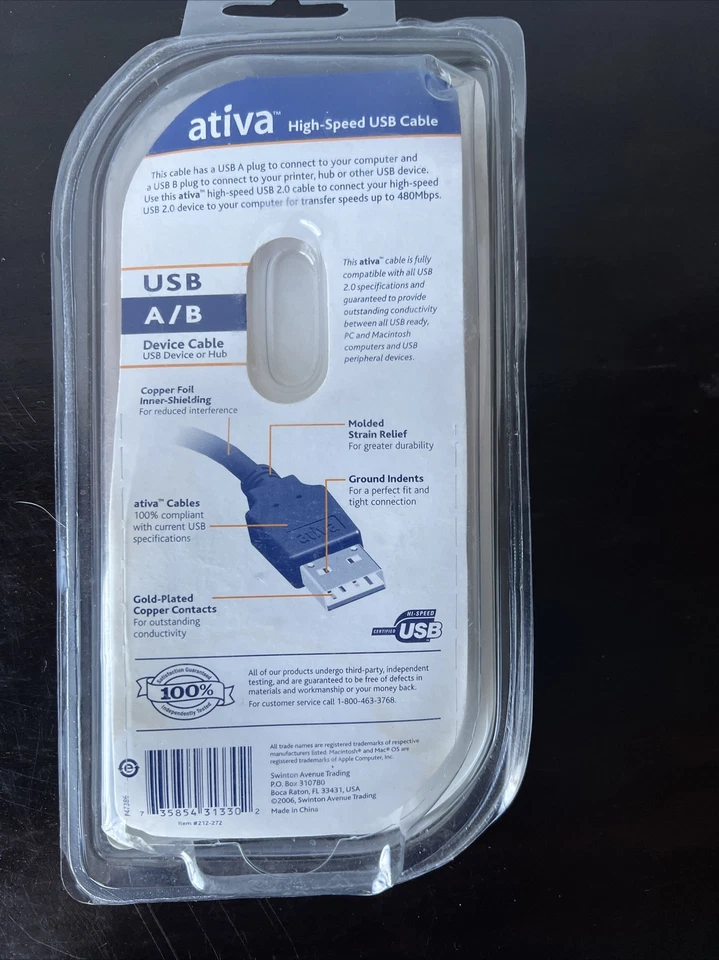 ativa™ High-Speed USB Cable
This cable has a USB A plug to connect to your computer and
a USB B plug to connect to your printer, hub or other USB device.
Use this ativa™ high-speed USB 2.0 cable to connect your high-speed
USB 2.0 device to your computer for transfer speeds up to 480Mbps.
USB
A/B
Device Cable
USB Device or Hub
This ativa™ cable is fully
compatible with all USB
2.0 specifications and
guaranteed to provide
outstanding conductivity
between all USB ready,
PC and Macintosh
computers and USB
peripheral devices.
Copper Foil
Inner-Shielding
For reduced interference
Molded
Strain Relief
For greater durability
Ground Indents
For a perfect fit and
tight connection
ativa™ Cables
100% compliant
with current USB
specifications
ativa
Gold-Plated
Copper Contacts
For outstanding
conductivity
HI-SPEED
CERTIFIED USB
Satisfaction Guaranteed
100%
Independently Tested
All of our products undergo third-party, independent
testing, and are guaranteed to be free of defects in
materials and workmanship or your money back.
For customer service call 1-800-463-3768.
All trade names are registered trademarks of respective
manufacturers listed. Macintosh® and Mac® OS are
registered trademarks of Apple Computer, Inc.
Swinton Avenue Trading
P.O. Box 310780
Boca Raton, FL 33431, USA
©2006, Swinton Avenue Trading
Made in China
7 35854 31330 2
Item #212-272